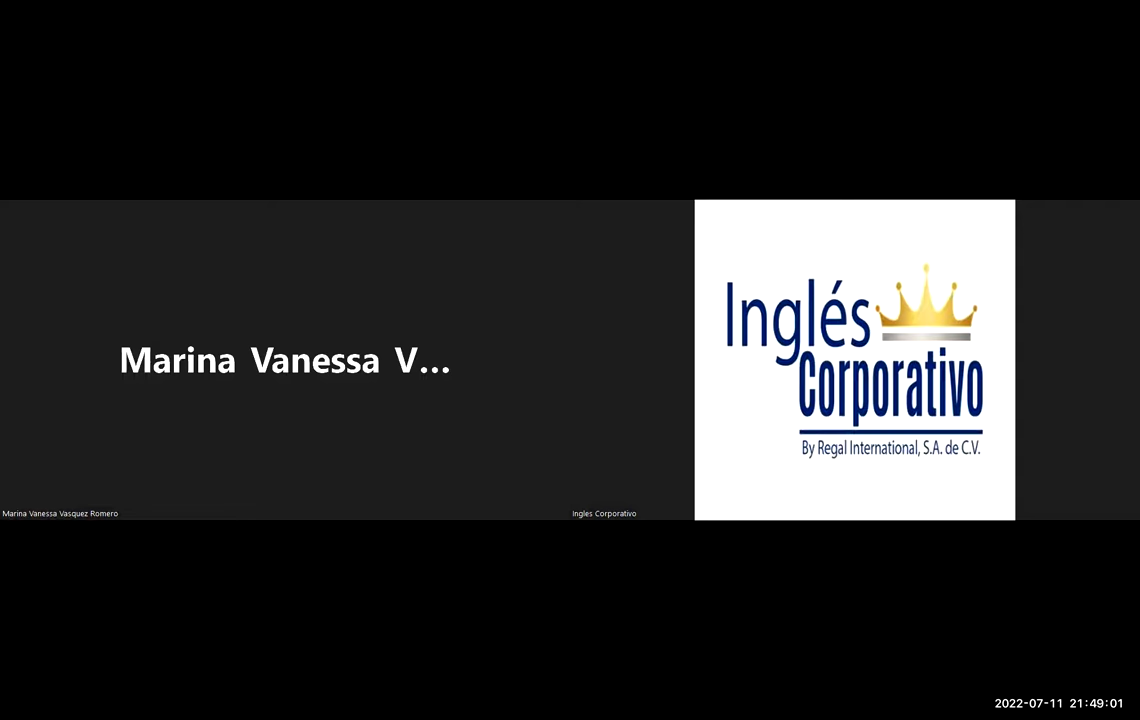 Marina Vanessa V...
Inglés
Corporativo
By Regal International, S.A. de C.V.
Marina Vanessa Vasquez Romero
Ingles Corporativo
2022-07-11 21:49:01